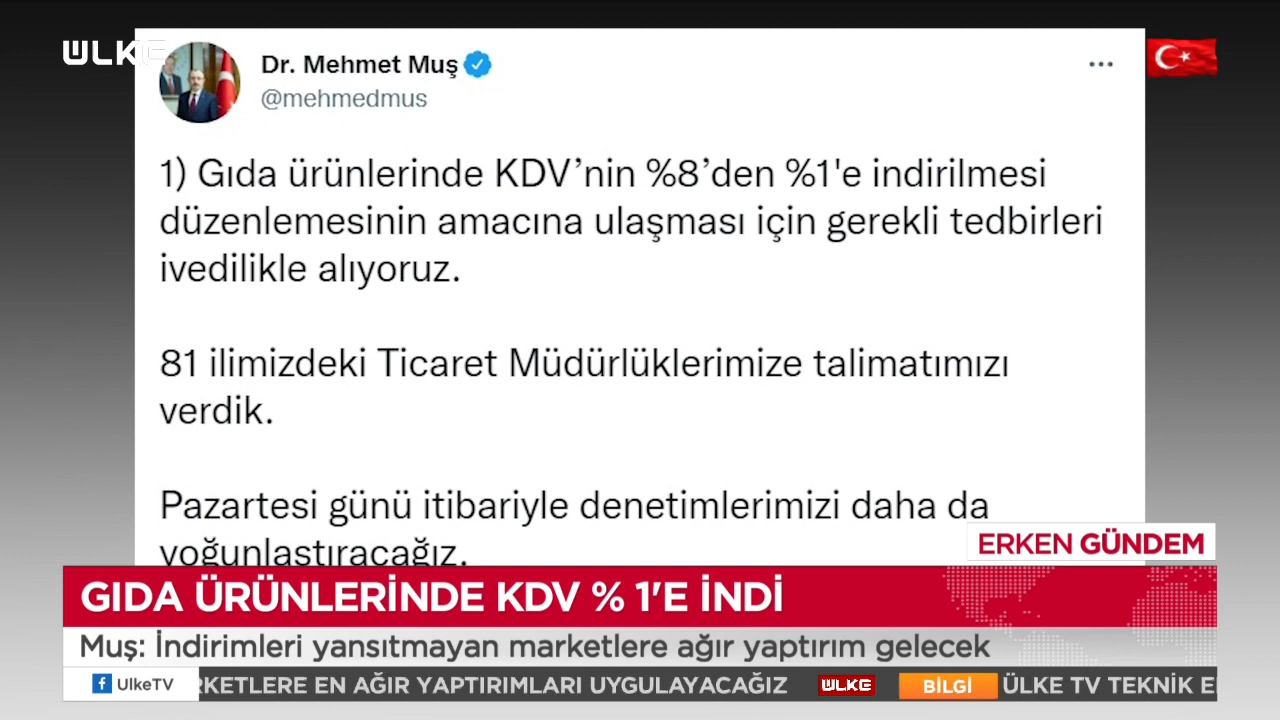 ÜLKE
Dr. Mehmet Muş
@mehmedmus
1) Gıda ürünlerinde KDV’nin %8’den %1'e indirilmesi
düzenlemesinin amacına ulaşması için gerekli tedbirleri
ivedilikle alıyoruz.
81 ilimizdeki Ticaret Müdürlüklerimize talimatımızı
verdik.
Pazartesi günü itibariyle denetimlerimizi daha da
yoğunlaştıracağız.
ERKEN GÜNDEM
GIDA ÜRÜNLERİNDE KDV % 1'E İNDİ
Muş: İndirimleri yansıtmayan marketlere ağır yaptırım gelecek
UlkeTV RKETLERE EN AĞIR YAPTIRIMLARI UYGULAYACAĞIZ ÜLKE BİLGİ ÜLKE TV TEKNİK E